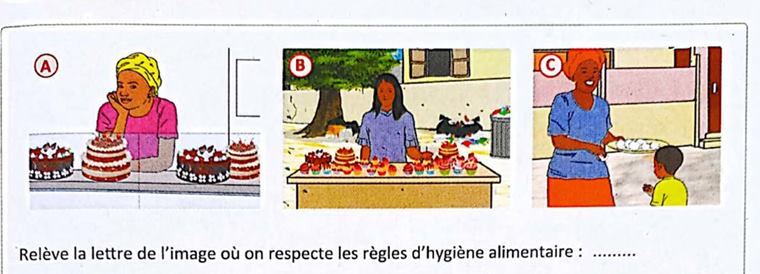 A
B
C
Relève la lettre de l'image où on respecte les règles d'hygiène alimentaire : .........